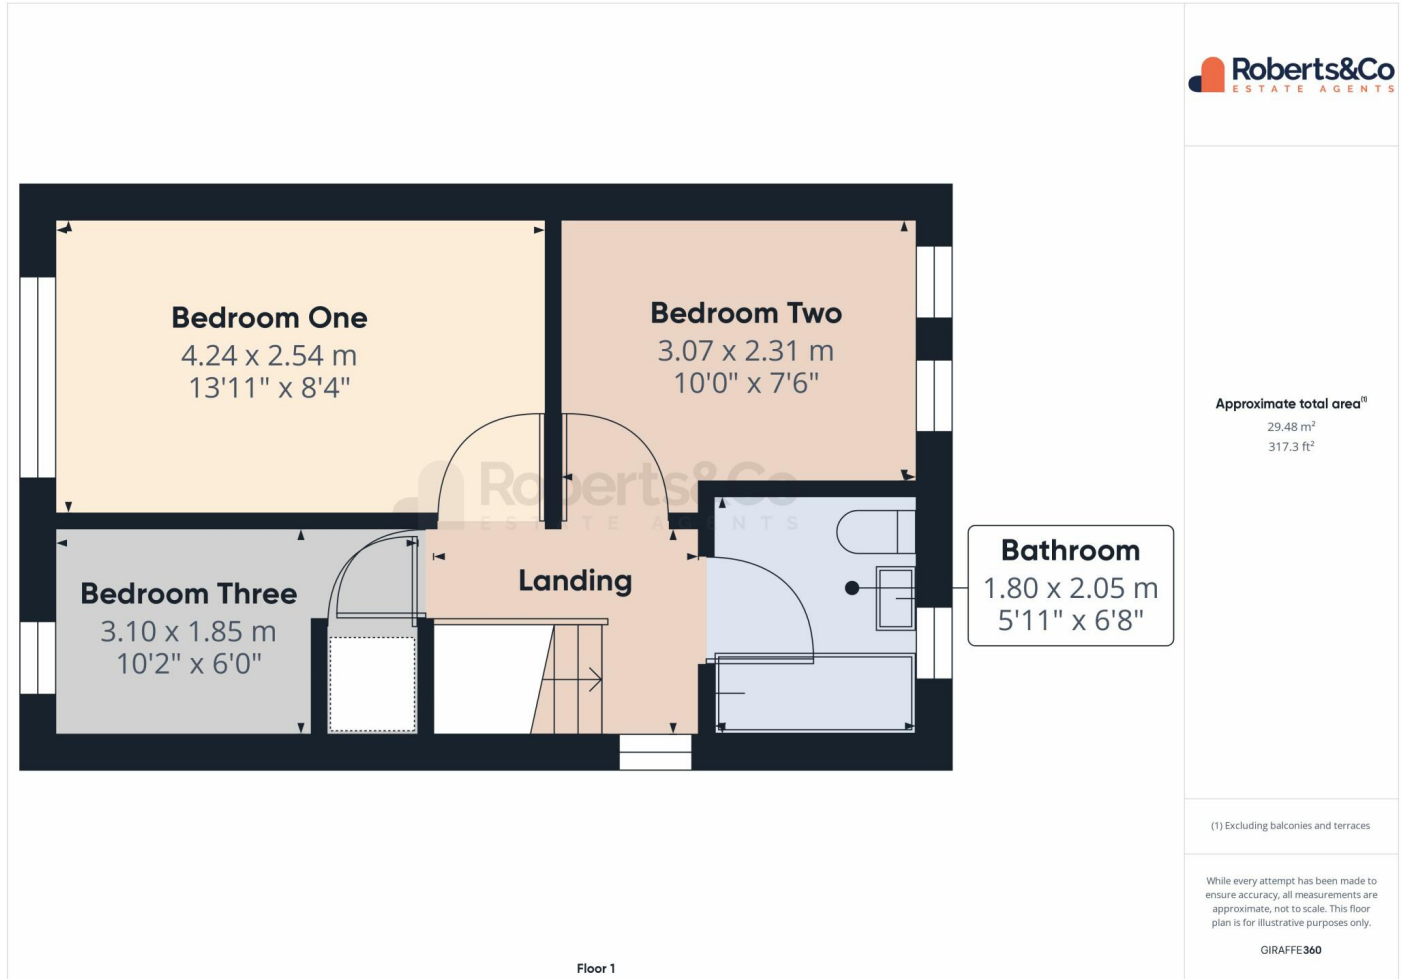 Roberts&Co
ESTATE AGENTS
Bedroom One
4.24 x 2.54 m
13'11" x 8'4"
Bedroom Two
3.07 x 2.31 m
10'0" x 7'6"
Roberts&Co
ESTATE AGENTS
Approximate total area(1)
29.48 m²
317.3 ft²
Landing
Bedroom Three
3.10 x 1.85 m
10'2" x 6'0"
Bathroom
1.80 x 2.05 m
5'11" x 6'8"
(1) Excluding balconies and terraces
While every attempt has been made to
ensure accuracy, all measurements are
approximate, not to scale. This floor
plan is for illustrative purposes only.
GIRAFFE360
Floor 1